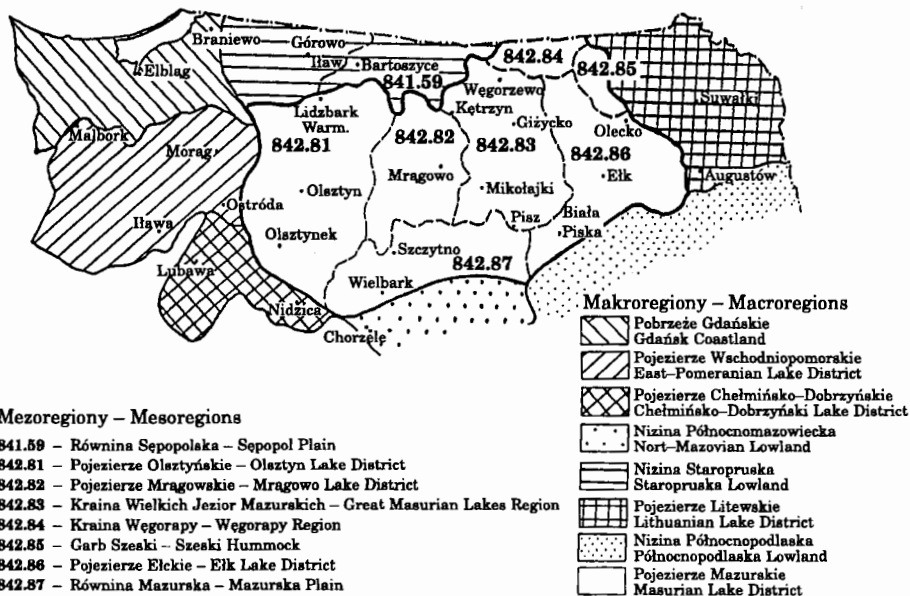 Braniewo
Górowo
Iław.
Bartoszyce
842.84
842.85
Elbląg
841.59
Węgorzewo
Kętrzyn
Suwałki
Lidzbark
Warm.
842.82
Giżycko
Olecko
Malbork
842.81
842.83
Morąg
842.86
Mrągowo
Ełk
Augustów
Olsztyn
Mikołajki
Ostróda
Pisz
Biała
Piska
Iława
Olsztynek
Szczytno
842.87
Lubawa
Wielbark
Nidzica
Chorzele
Makroregiony – Macroregions
Pobrzeże Gdańskie
Gdańsk Coastland
Pojezierze Wschodniopomorskie
East–Pomeranian Lake District
Pojezierze Chełmińsko–Dobrzyńskie
Chełmińsko–Dobrzyński Lake District
Nizina Północnomazowiecka
Nort–Mazovian Lowland
Nizina Staropruska
Staropruska Lowland
Pojezierze Litewskie
Lithuanian Lake District
Nizina Północnopodlaska
Północnopodlaska Lowland
Pojezierze Mazurskie
Masurian Lake District
Mezoregiony – Mesoregions
841.59 – Równina Sępopolska – Sępopol Plain
842.81 – Pojezierze Olsztyńskie – Olsztyn Lake District
842.82 – Pojezierze Mrągowskie – Mrągowo Lake District
842.83 – Kraina Wielkich Jezior Mazurskich – Great Masurian Lakes Region
842.84 – Kraina Węgorapy – Węgorapy Region
842.85 – Garb Szeski – Szeski Hummock
842.86 – Pojezierze Ełckie – Ełk Lake District
842.87 – Równina Mazurska – Mazurska Plain